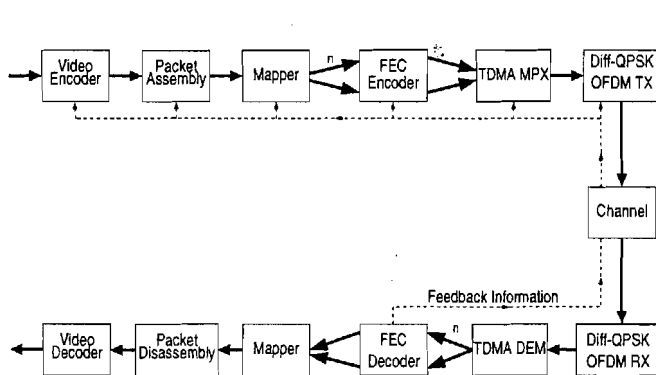 Video
Encoder
Packet
Assembly
Mapper
n
FEC
Encoder
TDMA MPX
Diff-QPSK
OFDM TX
Channel
Feedback Information
Video
Decoder
Packet
Disassembly
Mapper
FEC
Decoder
n
TDMA DEM
Diff-QPSK
OFDM RX